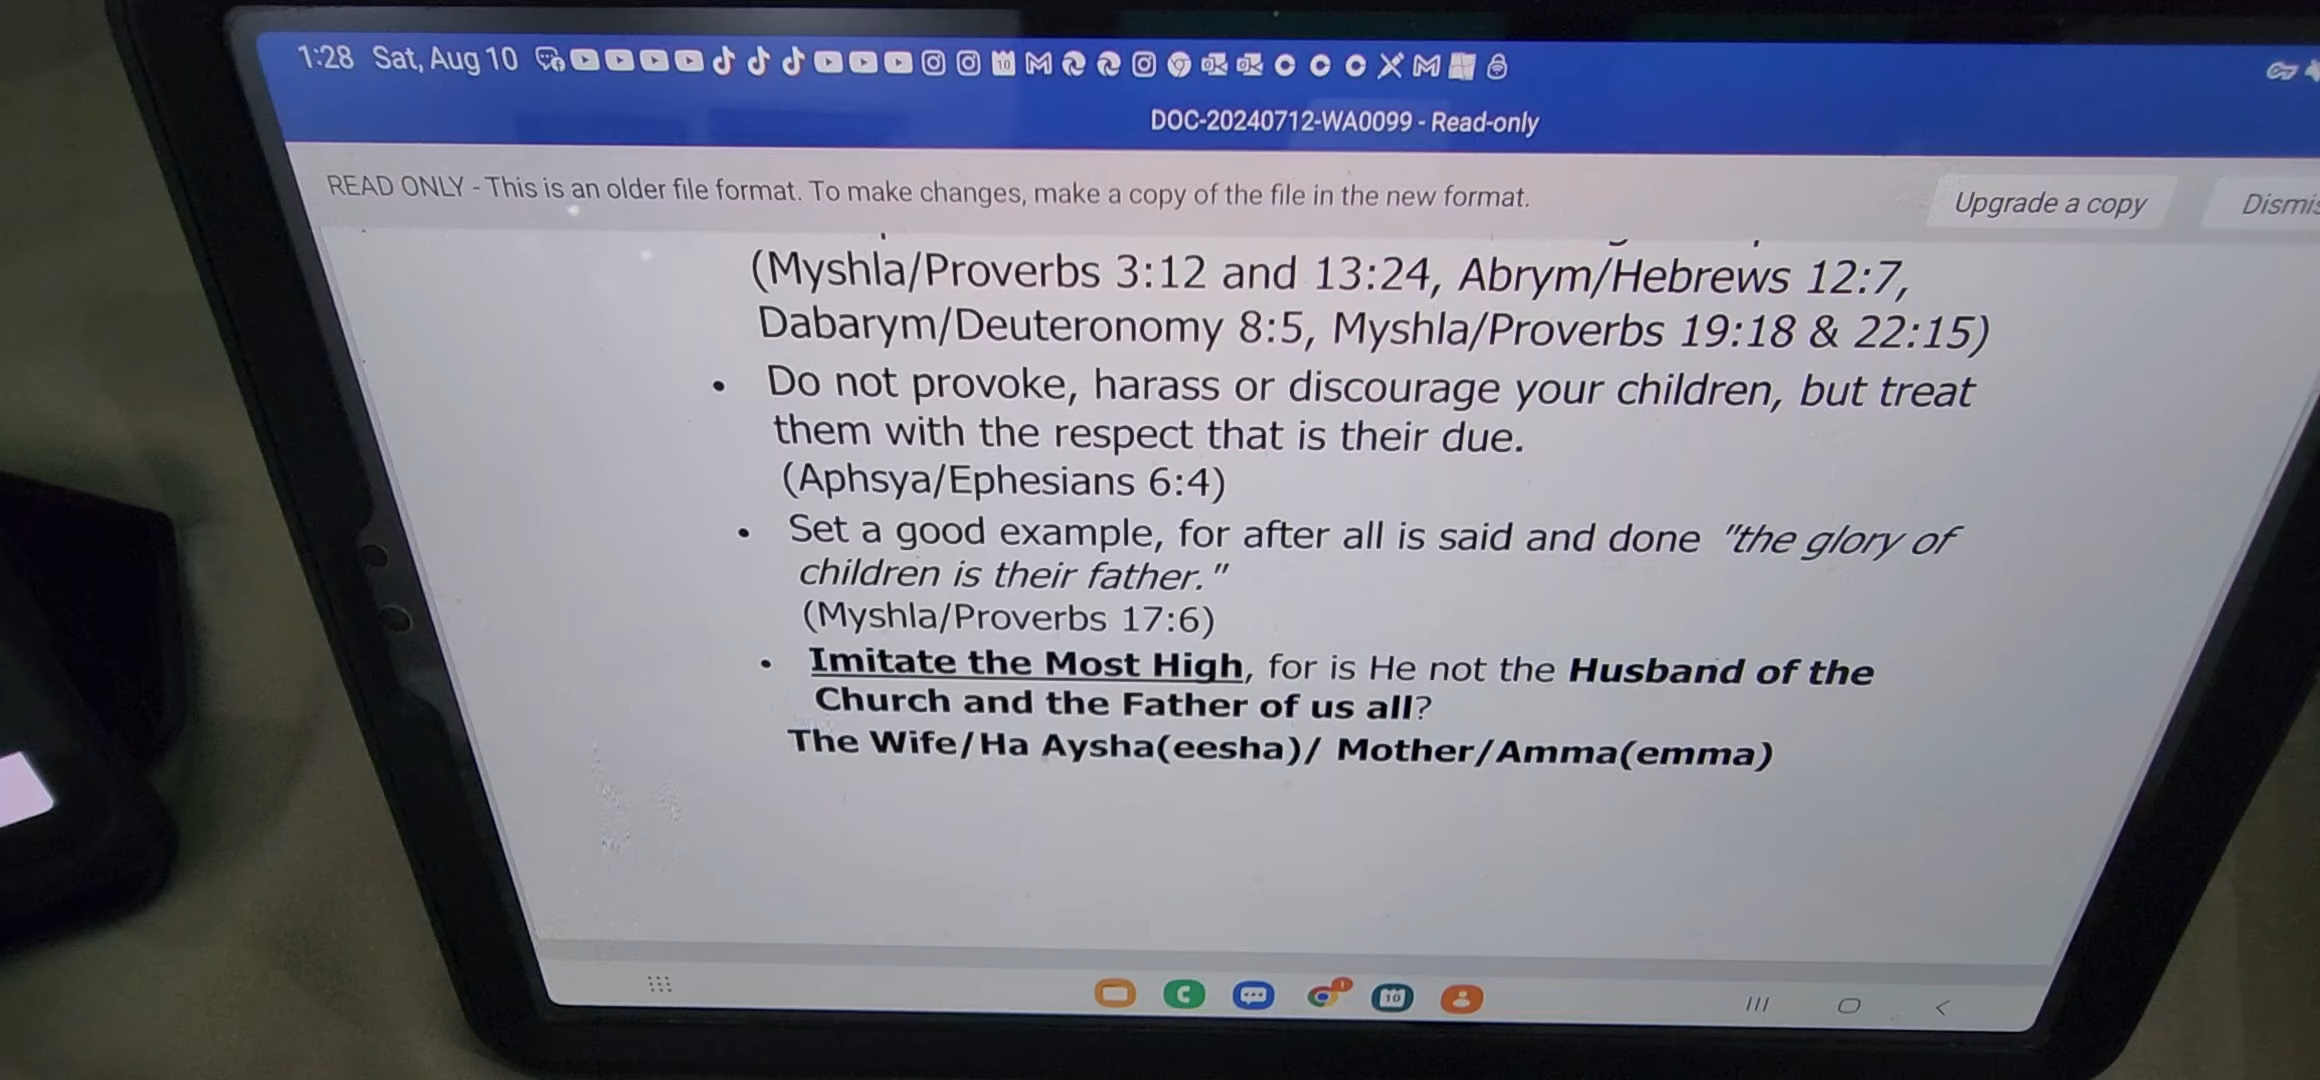 1:28 Sat, Aug 10
DOC-20240712-WA0099 - Read-only
READ ONLY - This is an older file format. To make changes, make a copy of the file in the new format.
Upgrade a copy
(Myshla/Proverbs 3:12 and 13:24, Abrym/Hebrews 12:7,
Dabarym/Deuteronomy 8:5, Myshla/Proverbs 19:18 & 22:15)
• Do not provoke, harass or discourage your children, but treat
them with the respect that is their due.
(Aphsya/Ephesians 6:4)
• Set a good example, for after all is said and done "the glory of
children is their father."
(Myshla/Proverbs 17:6)
• Imitate the Most High, for is He not the Husband of the
Church and the Father of us all?
The Wife/Ha Aysha(eesha)/ Mother/Amma(emma)